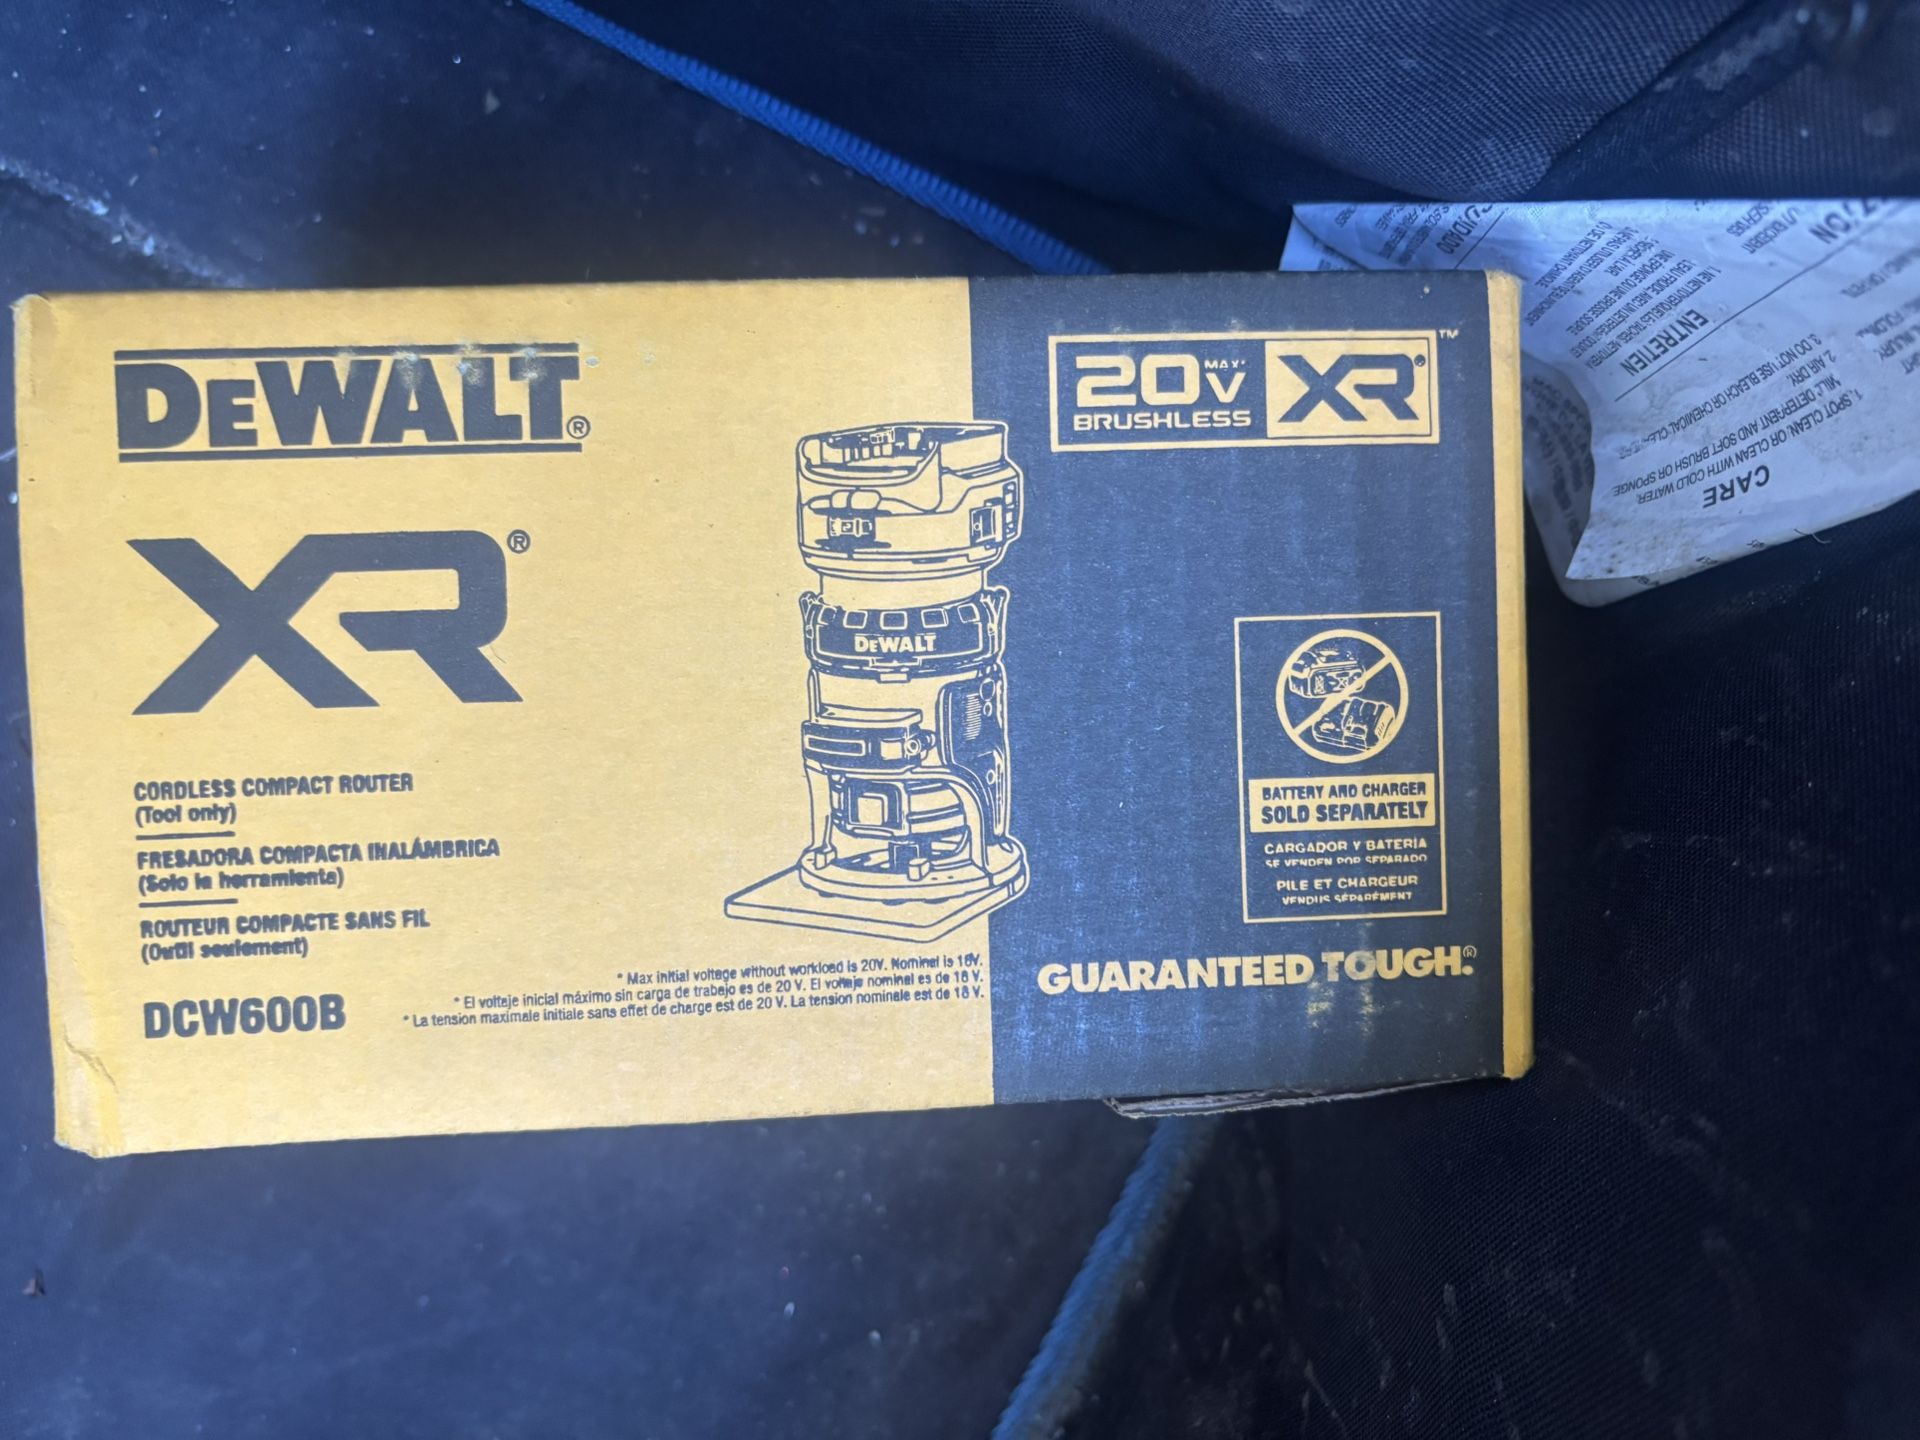 DEWALT®
XR®
CORDLESS COMPACT ROUTER
(Tool only)
FRESADORA COMPACTA INALÁMBRICA
(Solo la herramienta)
ROUTEUR COMPACTE SANS FIL
(Outil seulement)
DCW600B
* Max initial voltage without workload is 20V. Nominal is 18V.
* El voltaje inicial máximo sin carga de trabajo es de 20 V. El voltaje nominal es de 18 V.
* La tension maximale initiale sans effet de charge est de 20 V. La tension nominale est de 18 V.
DEWALT
20V MAX*
BRUSHLESS
XR®
™
BATTERY AND CHARGER
SOLD SEPARATELY
CARGADOR Y BATERÍA
SE VENDEN POR SEPARADO
PILE ET CHARGEUR
VENDUS SÉPARÉMENT
GUARANTEED TOUGH.®
CARE
1. SPOT CLEAN, OR CLEAN WITH COLD WATER,
MILD DETERGENT AND SOFT BRUSH OR SPONGE
2. AIR DRY.
3. DO NOT USE BLEACH OR CHEMICAL
ENTRETIEN